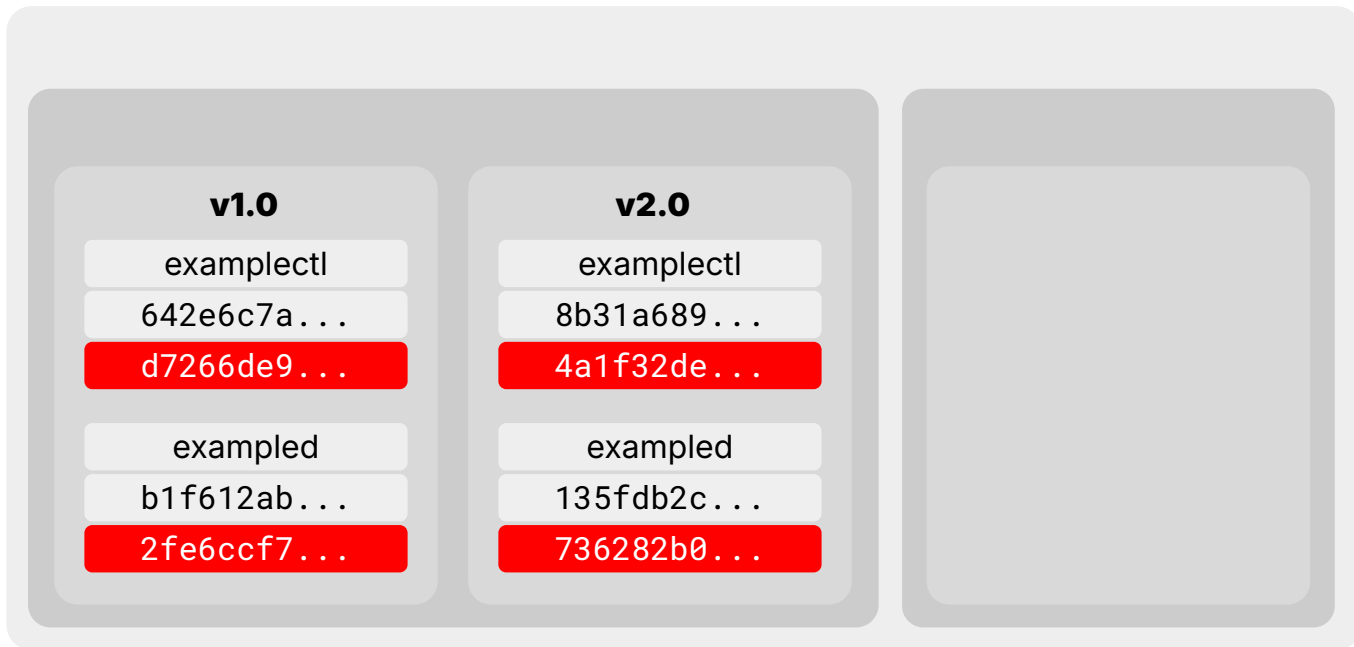 v1.0
examplectl
642e6c7a...
d7266de9...
exampled
b1f612ab...
2fe6ccf7...
v2.0
examplectl
8b31a689...
4a1f32de...
exampled
135fdb2c...
736282b0...